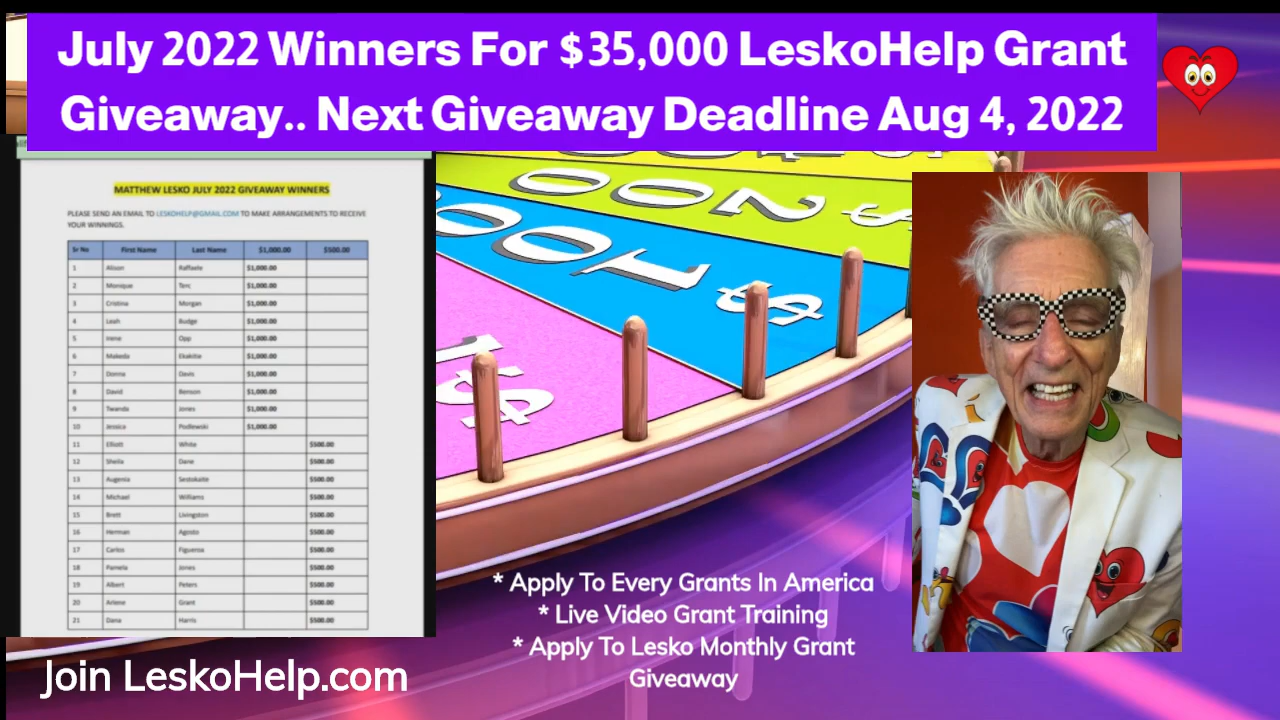 July 2022 Winners For $35,000 LeskoHelp Grant
Giveaway.. Next Giveaway Deadline Aug 4, 2022
MATTHEW LESKO JULY 2022 GIVEAWAY WINNERS
PLEASE SEND AN EMAIL TO LESKOHELP@GMAIL.COM TO MAKE ARRANGEMENTS TO RECEIVE
YOUR WINNINGS.
Sr No First Name Last Name $1,000.00 $500.00
1 Alison Raffaele $1,000.00
2 Monique Terc $1,000.00
3 Cristina Morgan $1,000.00
4 Leah Budge $1,000.00
5 Irene Opp $1,000.00
6 Makeda Ekakitie $1,000.00
7 Donna Davis $1,000.00
8 David Benson $1,000.00
9 Twanda Jones $1,000.00
10 Jessica Podlewski $1,000.00
11 Elliott White $500.00
12 Sheila Dane $500.00
13 Augenia Sestokaite $500.00
14 Michael Williams $500.00
15 Brett Livingston $500.00
16 Herman Agosto $500.00
17 Carlos Figueroa $500.00
18 Pamela Jones $500.00
19 Albert Peters $500.00
20 Arlene Grant $500.00
21 Dana Harris $500.00
$200
$100
$1
* Apply To Every Grants In America
* Live Video Grant Training
* Apply To Lesko Monthly Grant
Giveaway
Join LeskoHelp.com